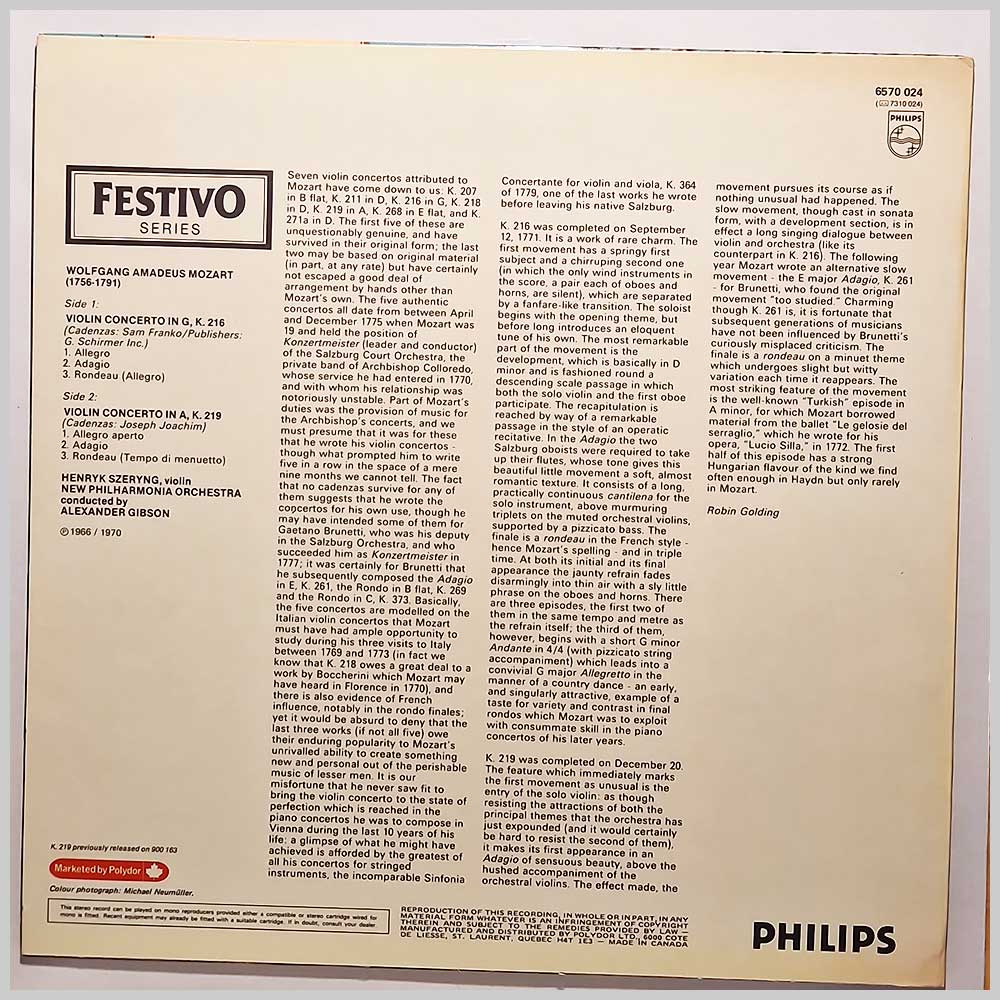 6570 024
(7310 024)
PHILIPS
FESTIVO
SERIES
WOLFGANG AMADEUS MOZART
(1756-1791)
Side 1:
VIOLIN CONCERTO IN G, K. 216
(Cadenzas: Sam Franko/Publishers:
G. Schirmer Inc.)
1. Allegro
2. Adagio
3. Rondeau (Allegro)
Side 2:
VIOLIN CONCERTO IN A, K. 219
(Cadenzas: Joseph Joachim)
1. Allegro aperto
2. Adagio
3. Rondeau (Tempo di menuetto)
HENRYK SZERYNG, violin
NEW PHILHARMONIA ORCHESTRA
conducted by
ALEXANDER GIBSON
℗ 1966 / 1970
K. 219 previously released on 900 163
Marketed by Polydor
Colour photograph: Michael Neumüller.
This stereo record can be played on mono reproducers provided either a compatible or stereo cartridge wired for
mono is fitted. Recent equipment may already be fitted with a suitable cartridge. If in doubt, consult your dealer.
Seven violin concertos attributed to
Mozart have come down to us: K. 207
in B flat, K. 211 in D, K. 216 in G, K. 218
in D, K. 219 in A, K. 268 in E flat, and K.
271a in D. The first five of these are
unquestionably genuine, and have
survived in their original form; the last
two may be based on original material
(in part, at any rate) but have certainly
not escaped a good deal of
arrangement by hands other than
Mozart's own. The five authentic
concertos all date from between April
and December 1775 when Mozart was
19 and held the position of
Konzertmeister (leader and conductor)
of the Salzburg Court Orchestra, the
private band of Archbishop Colloredo,
whose service he had entered in 1770,
and with whom his relationship was
notoriously unstable. Part of Mozart's
duties was the provision of music for
the Archbishop's concerts, and we
must presume that it was for these
that he wrote his violin concertos -
though what prompted him to write
five in a row in the space of a mere
nine months we cannot tell. The fact
that no cadenzas survive for any of
them suggests that he wrote the
concertos for his own use, though he
may have intended some of them for
Gaetano Brunetti, who was his deputy
in the Salzburg Orchestra, and who
succeeded him as Konzertmeister in
1777; it was certainly for Brunetti that
he subsequently composed the Adagio
in E, K. 261, the Rondo in B flat, K. 269
and the Rondo in C, K. 373. Basically,
the five concertos are modelled on the
Italian violin concertos that Mozart
must have had ample opportunity to
study during his three visits to Italy
between 1769 and 1773 (in fact we
know that K. 218 owes a great deal to a
work by Boccherini which Mozart may
have heard in Florence in 1770), and
there is also evidence of French
influence, notably in the rondo finales;
yet it would be absurd to deny that the
last three works (if not all five) owe
their enduring popularity to Mozart's
unrivalled ability to create something
new and personal out of the perishable
music of lesser men. It is our
misfortune that he never saw fit to
bring the violin concerto to the state of
perfection which is reached in the
piano concertos he was to compose in
Vienna during the last 10 years of his
life; a glimpse of what he might have
achieved is afforded by the greatest of
all his concertos for stringed
instruments, the incomparable Sinfonia
Concertante for violin and viola, K. 364
of 1779, one of the last works he wrote
before leaving his native Salzburg.
K. 216 was completed on September
12, 1771. It is a work of rare charm. The
first movement has a springy first
subject and a chirruping second one
(in which the only wind instruments in
the score, a pair each of oboes and
horns, are silent), which are separated
by a fanfare-like transition. The soloist
begins with the opening theme, but
before long introduces an eloquent
tune of his own. The most remarkable
part of the movement is the
development, which is basically in D
minor and is fashioned round a
descending scale passage in which
both the solo violin and the first oboe
participate. The recapitulation is
reached by way of a remarkable
passage in the style of an operatic
recitative. In the Adagio the two
Salzburg oboists were required to take
up their flutes, whose tone gives this
beautiful little movement a soft, almost
romantic texture. It consists of a long,
practically continuous cantilena for the
solo instrument, above murmuring
triplets on the muted orchestral violins,
supported by a pizzicato bass. The
finale is a rondeau in the French style -
hence Mozart's spelling - and in triple
time. At both its initial and its final
appearance the jaunty refrain fades
disarmingly into thin air with a sly little
phrase on the oboes and horns. There
are three episodes, the first two of
them in the same tempo and metre as
the refrain itself; the third of them,
however, begins with a short G minor
Andante in 4/4 (with pizzicato string
accompaniment) which leads into a
convivial G major Allegretto in the
manner of a country dance - an early,
and singularly attractive, example of a
taste for variety and contrast in final
rondos which Mozart was to exploit
with consummate skill in the piano
concertos of his later years.
K. 219 was completed on December 20.
The feature which immediately marks
the first movement as unusual is the
entry of the solo violin: as though
resisting the attractions of both the
principal themes that the orchestra has
just expounded (and it would certainly
be hard to resist the second of them),
it makes its first appearance in an
Adagio of sensuous beauty, above the
hushed accompaniment of the
orchestral violins. The effect made, the
movement pursues its course as if
nothing unusual had happened. The
slow movement, though cast in sonata
form, with a development section, is in
effect a long singing dialogue between
violin and orchestra (like its
counterpart in K. 216). The following
year Mozart wrote an alternative slow
movement - the E major Adagio, K. 261
- for Brunetti, who found the original
movement "too studied." Charming
though K. 261 is, it is fortunate that
subsequent generations of musicians
have not been influenced by Brunetti's
curiously misplaced criticism. The
finale is a rondeau on a minuet theme
which undergoes slight but witty
variation each time it reappears. The
most striking feature of the movement
is the well-known "Turkish" episode in
A minor, for which Mozart borrowed
material from the ballet "Le gelosie del
serraglio," which he wrote for his
opera, "Lucio Silla," in 1772. The first
half of this episode has a strong
Hungarian flavour of the kind we find
often enough in Haydn but only rarely
in Mozart.
Robin Golding
REPRODUCTION OF THIS RECORDING, IN WHOLE OR IN PART, IN ANY
MATERIAL FORM WHATEVER IS AN INFRINGEMENT OF COPYRIGHT
THEREIN AND SUBJECT TO THE REMEDIES PROVIDED BY LAW —
MANUFACTURED AND DISTRIBUTED BY POLYDOR LTD., 6000 COTE
DE LIESSE, ST. LAURENT, QUEBEC H4T 1E3 — MADE IN CANADA
PHILIPS